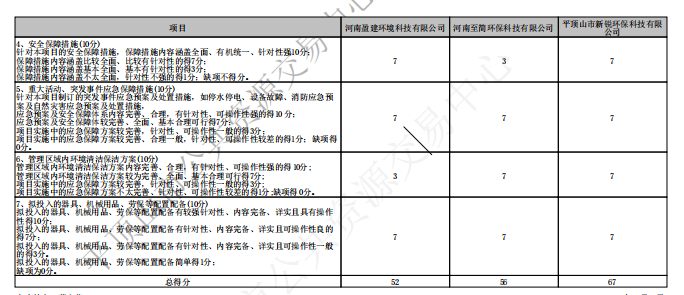 项目 河南盈建环境科技有限公司 河南至简环保科技有限公司 平顶山市新锐环保科技有限
公司
4、安全保障措施(10分)
针对本项目的安全保障措施，保障措施内容涵盖全面、有机统一、针对性强10分；
保障措施内容涵盖比较全面、比较有针对性的得7分；
保障措施内容涵盖基本全面、基本有针对性的得3分；
保障措施内容涵盖不太全面、针对性不强的得1分；缺项不得分。
7 3 7
5、重大活动、突发事件应急保障措施(10分)
针对本项目制订的突发事件应急预案及处置措施，如停水停电、设备故障、消防应急预
案及自然灾害应急预案及处置措施，
应急预案及安全保障体系内容完善、合理，有针对性、可操作性强的得10分；
应急预案及安全保障体较完善、全面、基本合理可行得7分；
项目实施中的应急保障方案较完善，针对性、可操作性一般的得3分；
项目实施中的应急保障方案较完善、合理一般，针对性、可操作性较差的得1分；缺项得
0分。
7 7 7
6、管理区域内环境清洁保洁方案(10分)
管理区域内环境清洁保洁方案内容完善、合理，有针对性、可操作性强的得10分；
管理区域内环境清洁保洁方案较为完善、全面、基本合理可行得7分；
项目实施中的应急保障方案较完善，针对性、可操作性一般的得3分；
项目实施中的应急保障方案不太完善、针对性、可操作性较差的得1分；缺项得0分。
3 7 7
7、拟投入的器具、机械用品、劳保等配置配备(10分)
拟投入的器具、机械用品、劳保等配置配备有较强针对性、内容完备、详实且具有操作
性得10分；
拟投入的器具、机械用品、劳保等配置配备有针对性、内容完备、详实且可操作性良的
得7分；
拟投入的器具、机械用品、劳保等配置配备有针对性、内容完备、详实且可操作性一般
的得3分；
拟投入的器具、机械用品、劳保等配置配备简单得1分；
缺项为0分。
7 7 7
总得分 52 56 67